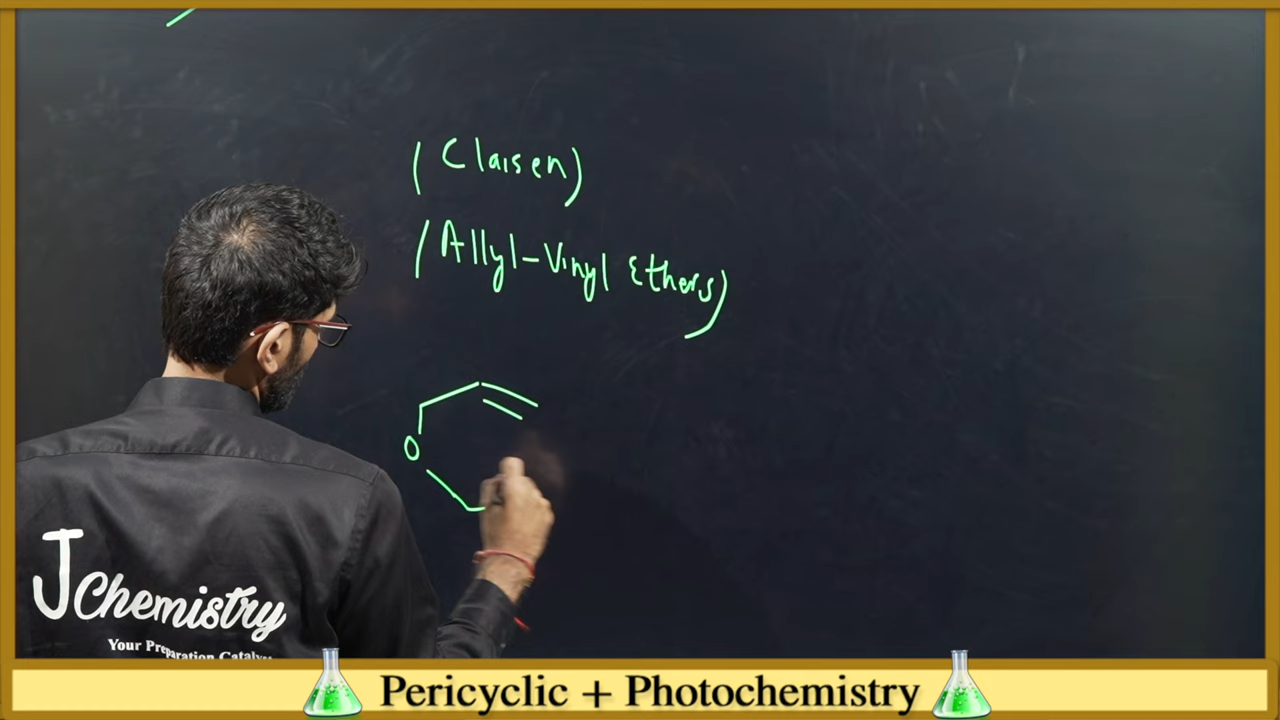 (Claisen)
(Allyl-Vinyl Ethers)
O
J Chemistry
Your Preparation Catalyst
Pericyclic + Photochemistry